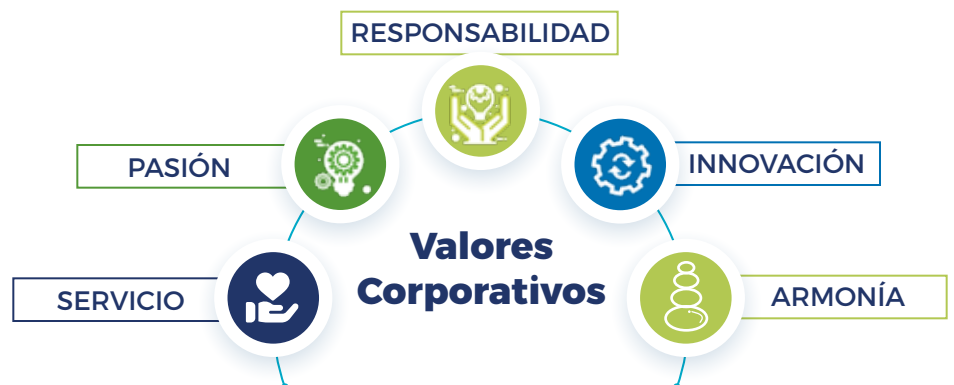 RESPONSABILIDAD
PASIÓN
INNOVACIÓN
Valores
Corporativos
SERVICIO
ARMONÍA